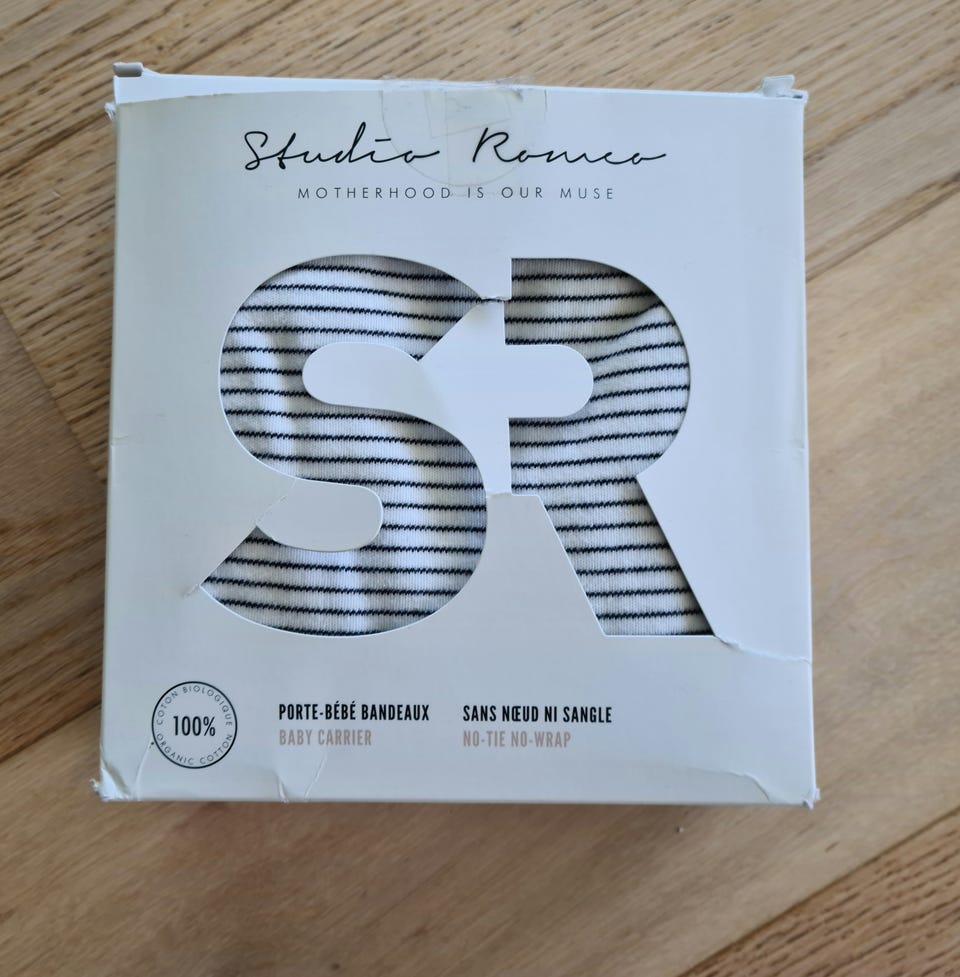 Studio Romeo
MOTHERHOOD IS OUR MUSE
SR
COTON BIOLOGIQUE
100%
ORGANIC COTTON
PORTE-BÉBÉ BANDEAUX
BABY CARRIER
SANS NŒUD NI SANGLE
NO-TIE NO-WRAP